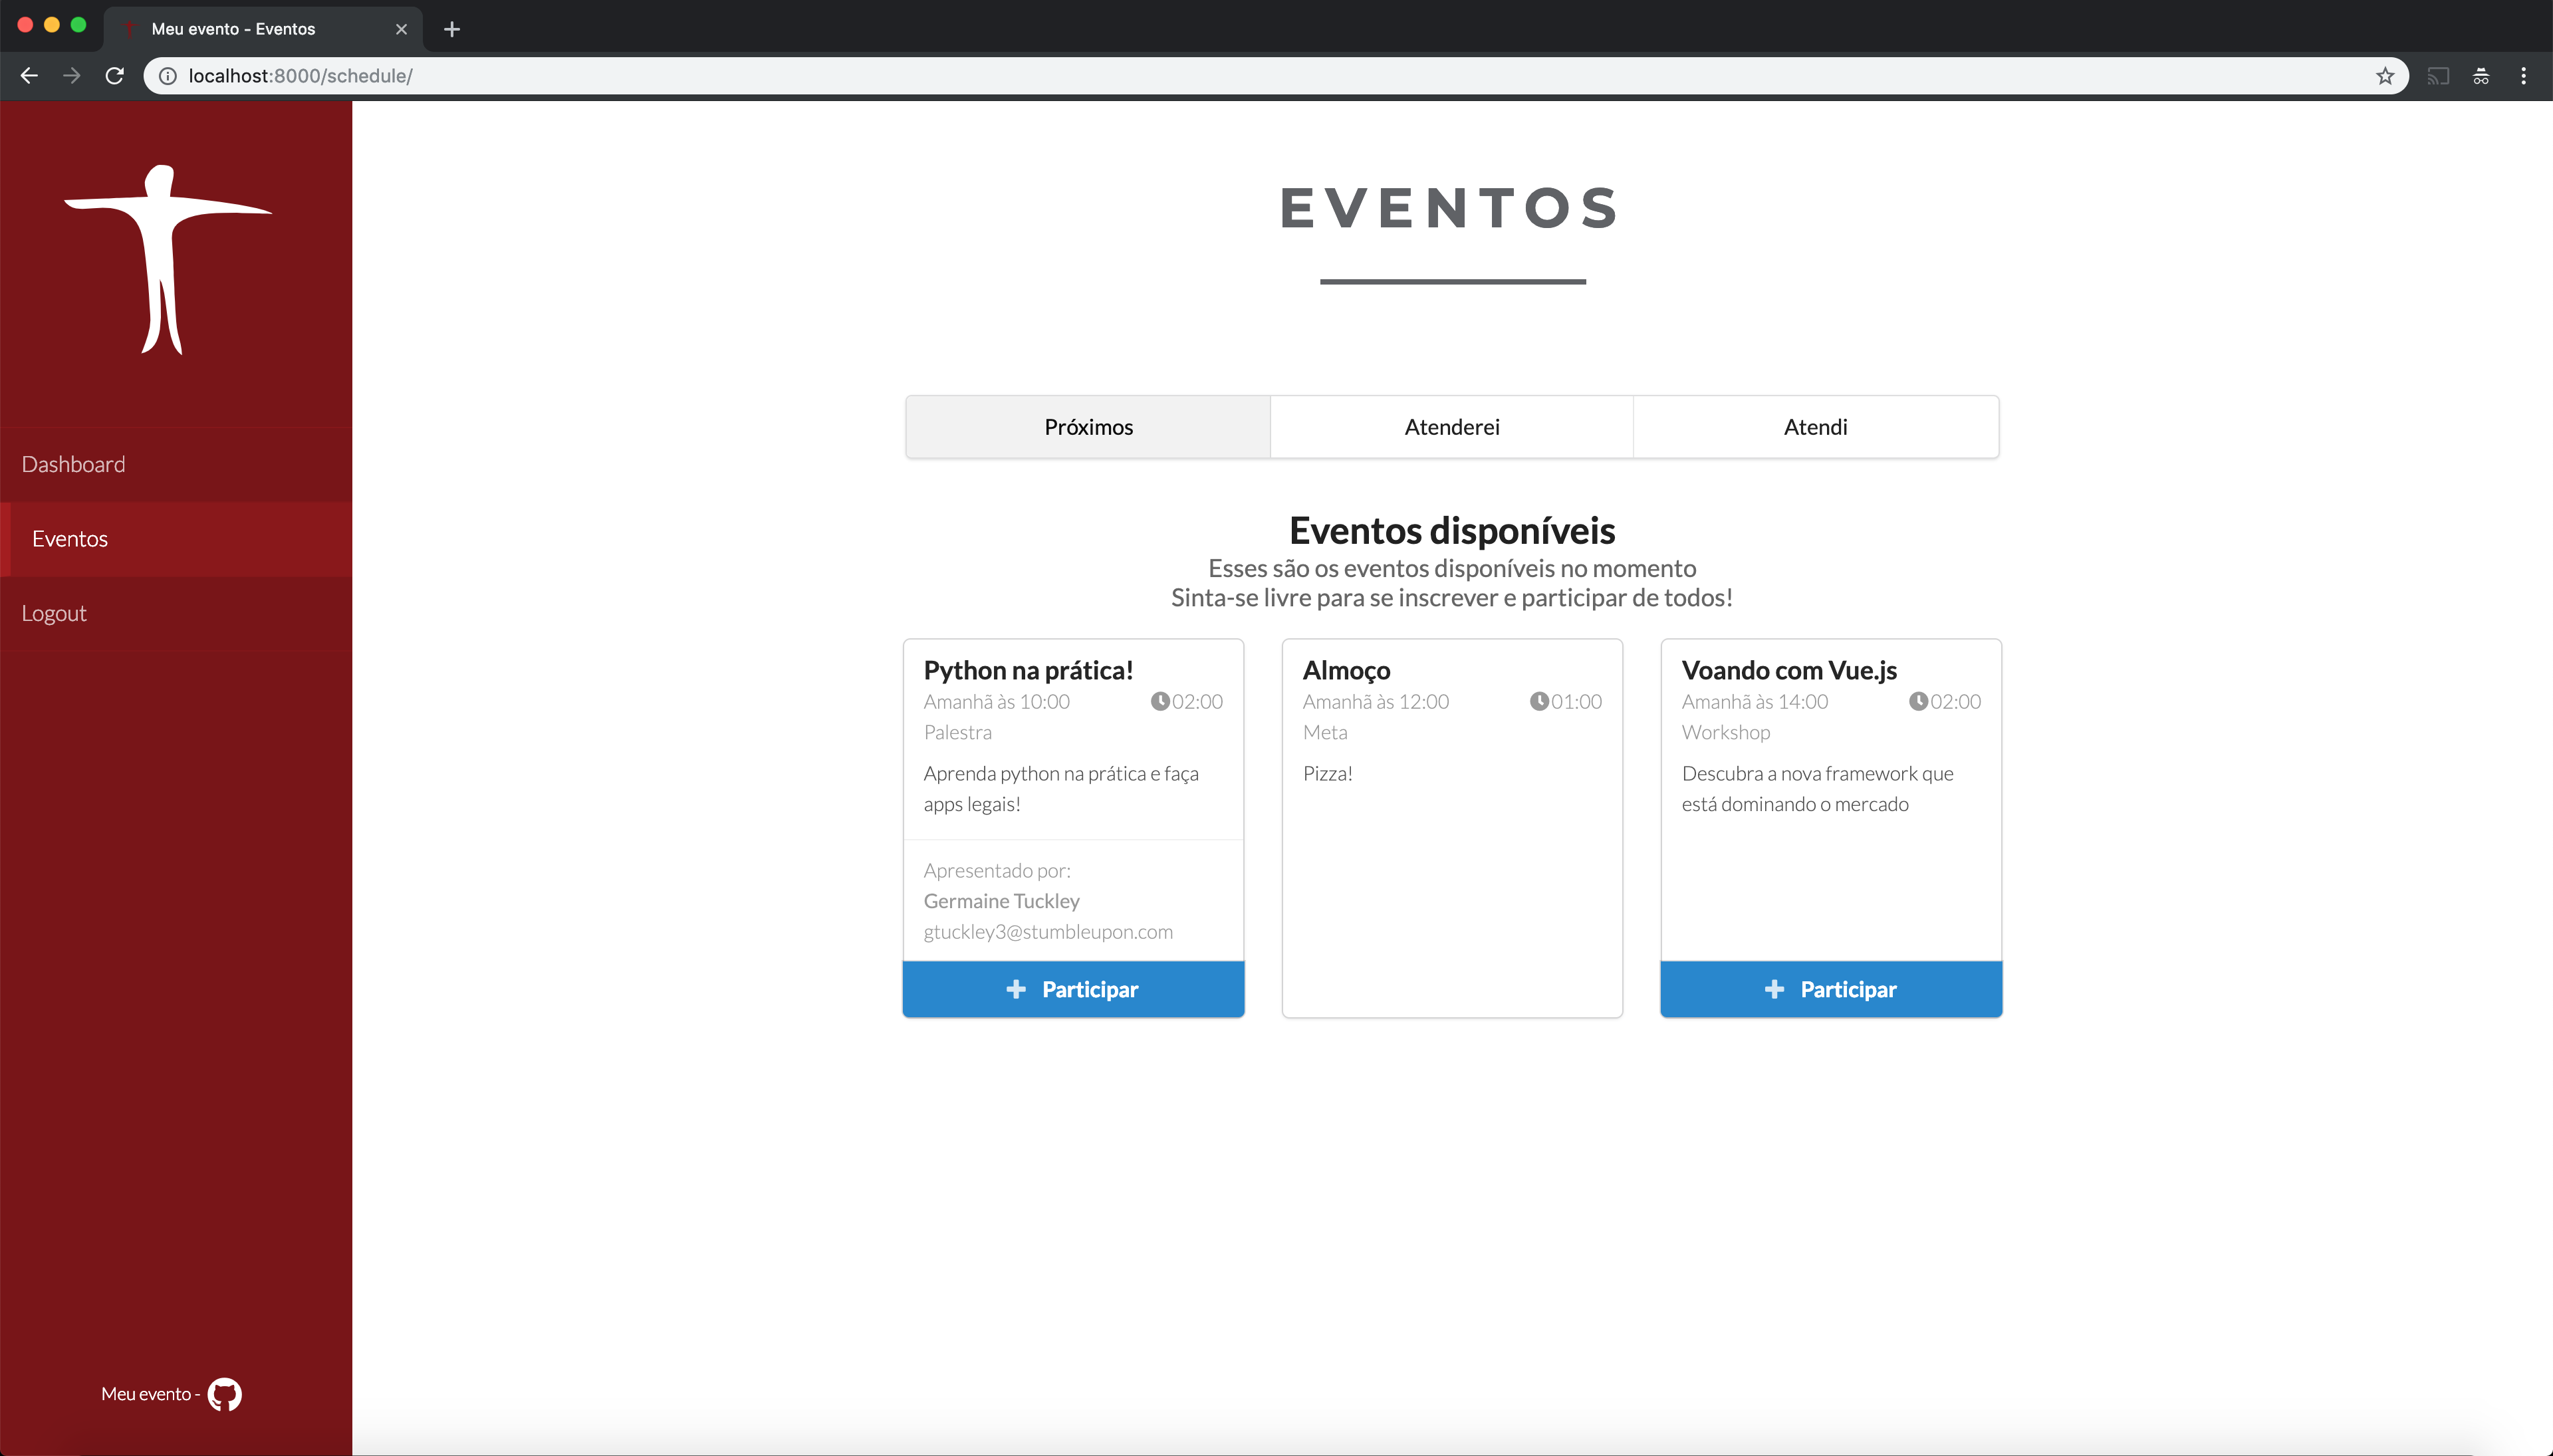 Meu evento - Eventos
localhost:8000/schedule/
Dashboard
Eventos
Logout
Meu evento -
EVENTOS
Próximos
Atenderei
Atendi
Eventos disponíveis
Esses são os eventos disponíveis no momento
Sinta-se livre para se inscrever e participar de todos!
Python na prática!
Amanhã às 10:00 02:00
Palestra
Aprenda python na prática e faça
apps legais!
Apresentado por:
Germaine Tuckley
gtuckley3@stumbleupon.com
Participar
Almoço
Amanhã às 12:00 01:00
Meta
Pizza!
Voando com Vue.js
Amanhã às 14:00 02:00
Workshop
Descubra a nova framework que
está dominando o mercado
Participar